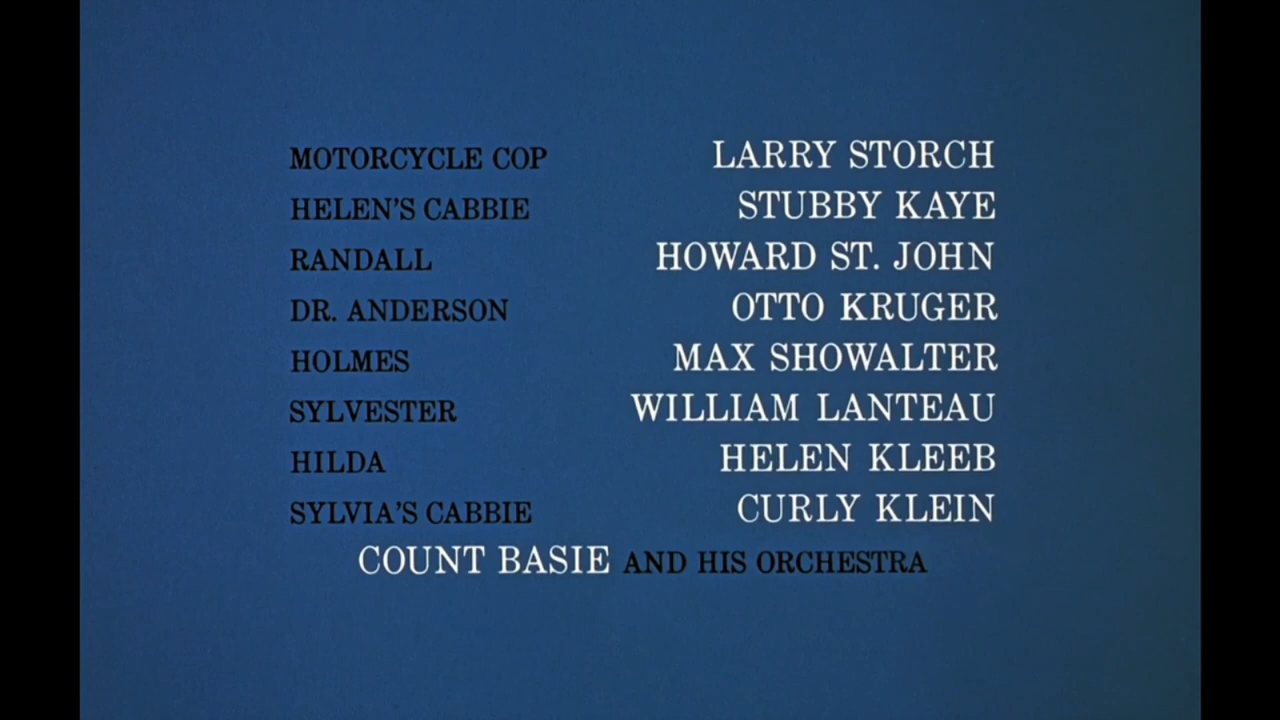 MOTORCYCLE COP LARRY STORCH
HELEN'S CABBIE STUBBY KAYE
RANDALL HOWARD ST. JOHN
DR. ANDERSON OTTO KRUGER
HOLMES MAX SHOWALTER
SYLVESTER WILLIAM LANTEAU
HILDA HELEN KLEEB
SYLVIA'S CABBIE CURLY KLEIN
COUNT BASIE AND HIS ORCHESTRA